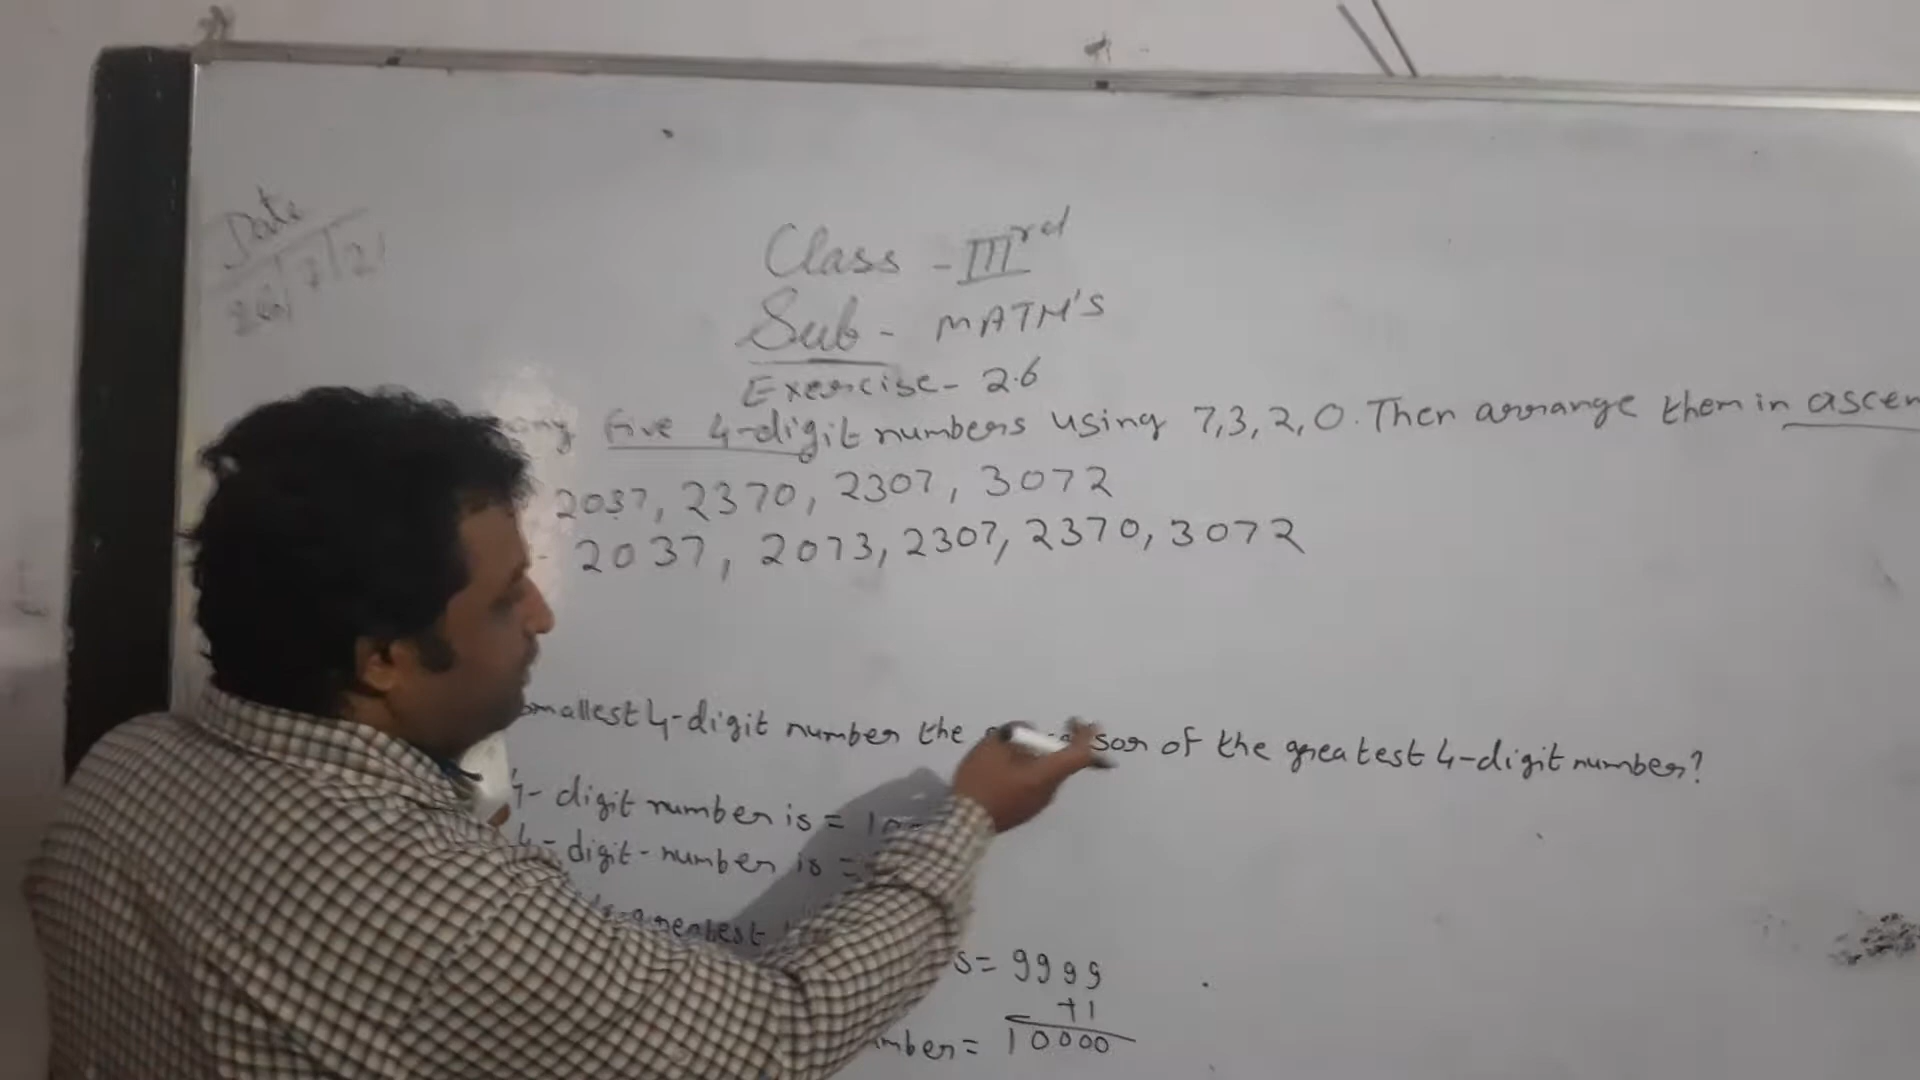 Date
26/7/21
Class - IIIrd
Sub - MATH'S
Exercise - 2.6
any five 4-digit numbers using 7,3,2,0. Then arrange them in ascen
2037, 2370, 2307, 3072
- 2037, 2073, 2307, 2370, 3072
smallest 4-digit number the of the greatest 4-digit number?
4- digit number is =
4- digit-number is =
greatest
= 9999
+1
= 10000